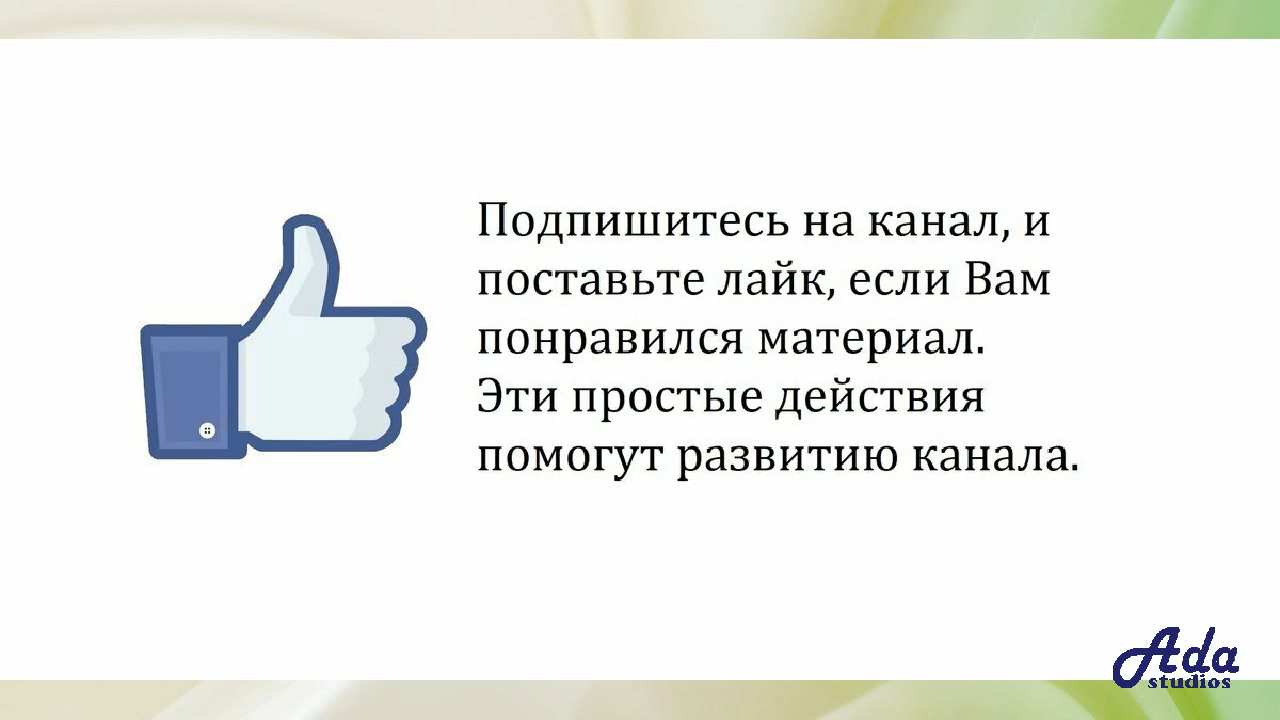 Подпишитесь на канал, и
поставьте лайк, если Вам
понравился материал.
Эти простые действия
помогут развитию канала.
Ada
studios